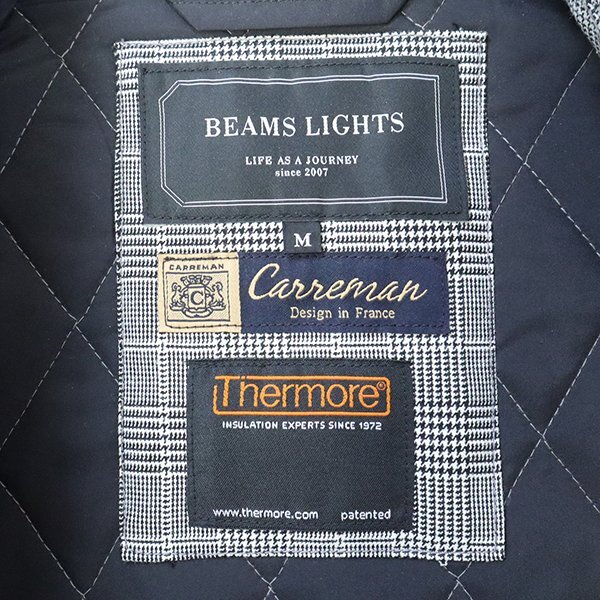 BEAMS LIGHTS
LIFE AS A JOURNEY
since 2007
M
CARREMAN
C
Carreman
Design in France
Thermore®
INSULATION EXPERTS SINCE 1972
www.thermore.com patented